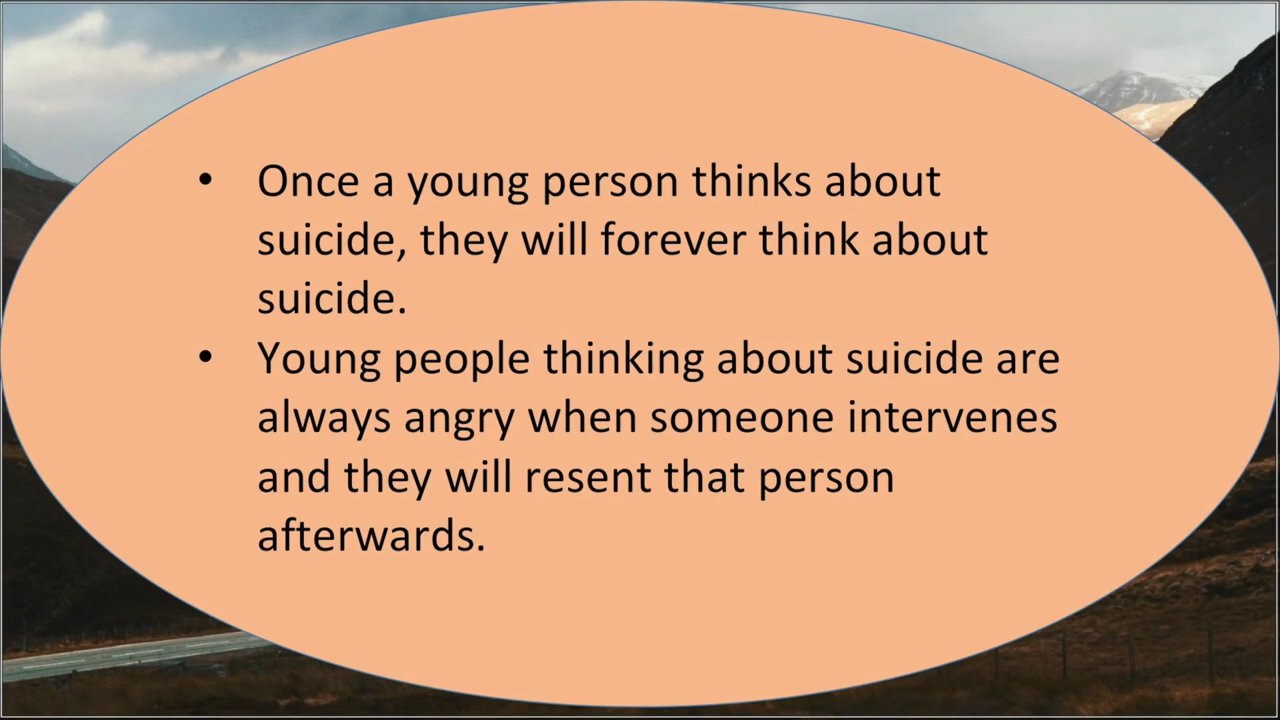 • Once a young person thinks about
suicide, they will forever think about
suicide.
• Young people thinking about suicide are
always angry when someone intervenes
and they will resent that person
afterwards.